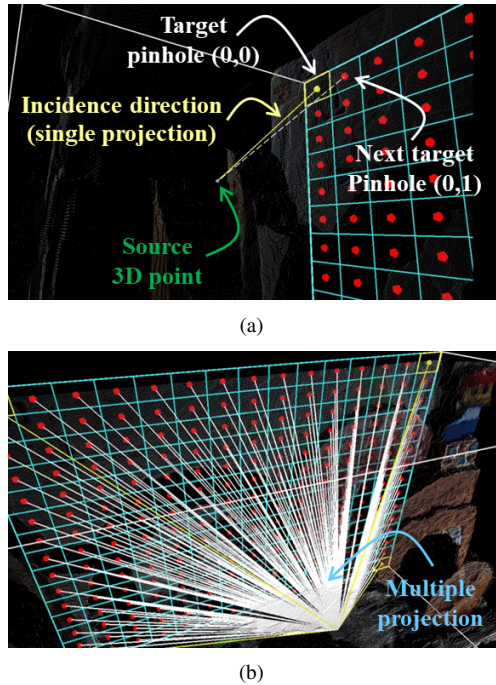 Target
pinhole (0,0)
Incidence direction
(single projection)
Next target
Pinhole (0,1)
Source
3D point
(a)
Multiple
projection
(b)